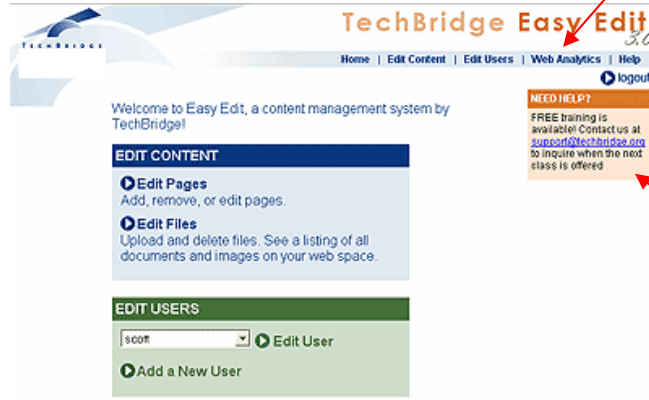 TechBridge Easy Edit
3.0
TECHBRIDGE
Home | Edit Content | Edit Users | Web Analytics | Help
logout
Welcome to Easy Edit, a content management system by
TechBridge!
NEED HELP?
FREE training is
available! Contact us at
support@techbridge.org
to inquire when the next
class is offered
EDIT CONTENT
Edit Pages
Add, remove, or edit pages.
Edit Files
Upload and delete files. See a listing of all
documents and images on your web space.
EDIT USERS
scott
Edit User
Add a New User